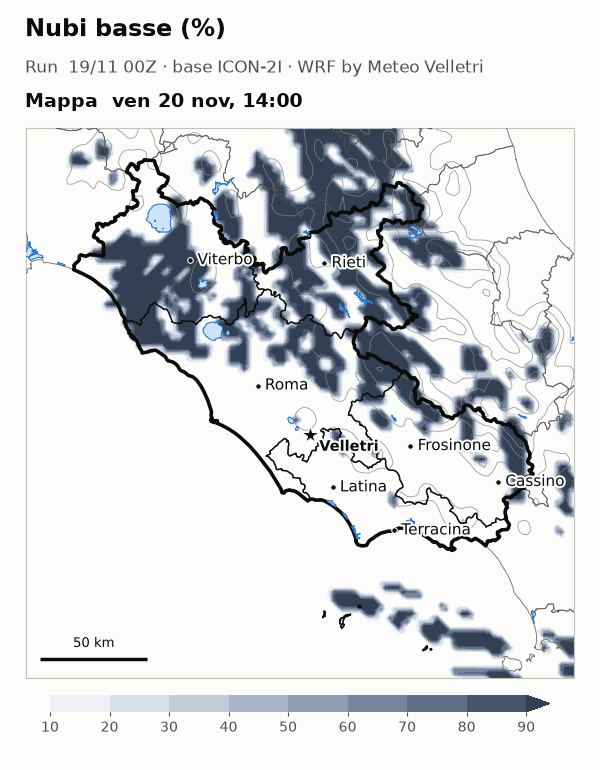 Nubi basse (%)
Run 19/11 00Z · base ICON-2I · WRF by Meteo Velletri
Mappa ven 20 nov, 14:00
Viterbo
Rieti
Roma
Velletri
Frosinone
Cassino
Latina
Terracina
50 km
10 20 30 40 50 60 70 80 90